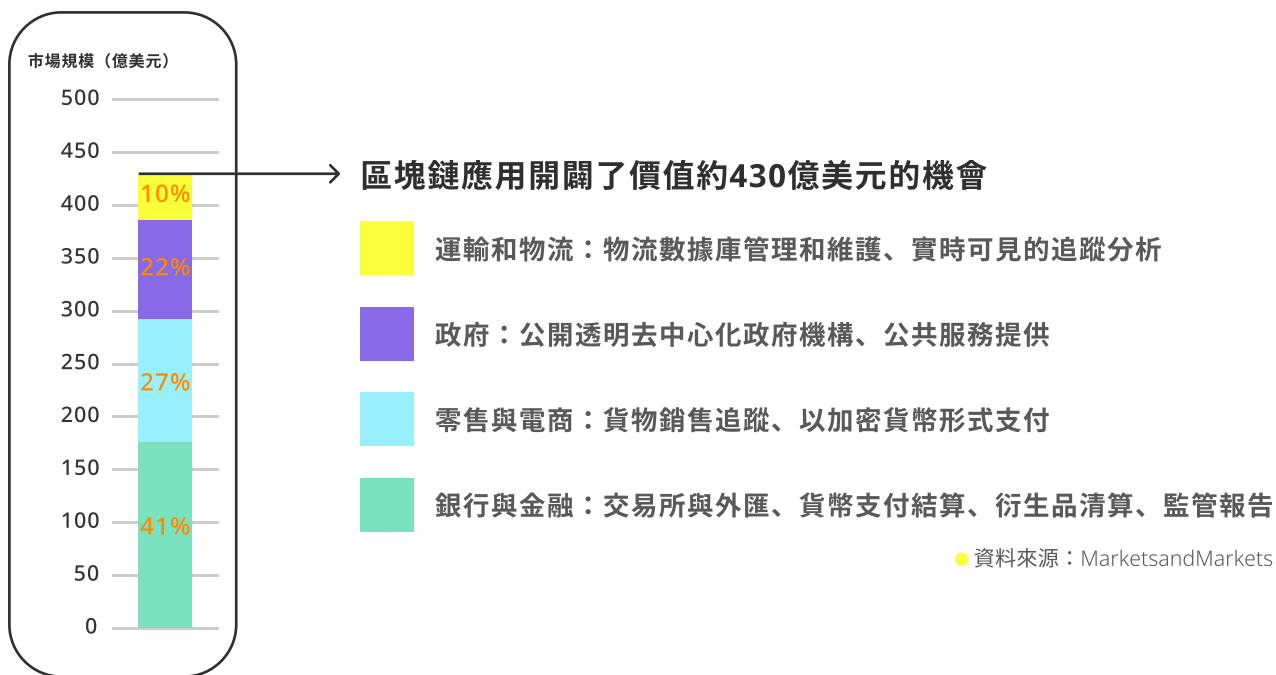 市場規模（億美元）
500
450
400
350
300
250
200
150
100
50
0
10%
22%
27%
41%
區塊鏈應用開闢了價值約430億美元的機會
運輸和物流：物流數據庫管理和維護、實時可見的追蹤分析
政府：公開透明去中心化政府機構、公共服務提供
零售與電商：貨物銷售追蹤、以加密貨幣形式支付
銀行與金融：交易所與外匯、貨幣支付結算、衍生品清算、監管報告
資料來源：MarketsandMarkets